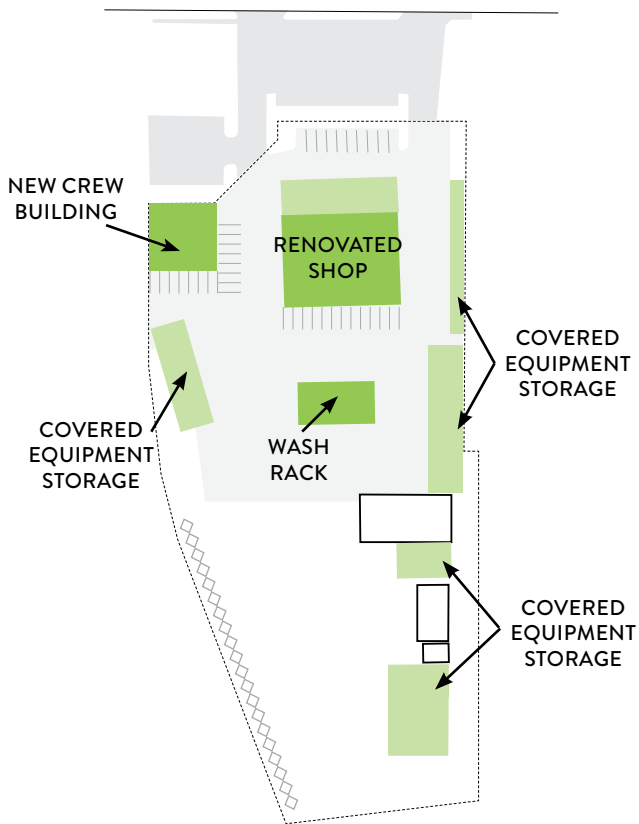 NEW CREW
BUILDING
RENOVATED
SHOP
COVERED
EQUIPMENT
STORAGE
COVERED
EQUIPMENT
STORAGE
WASH
RACK
COVERED
EQUIPMENT
STORAGE